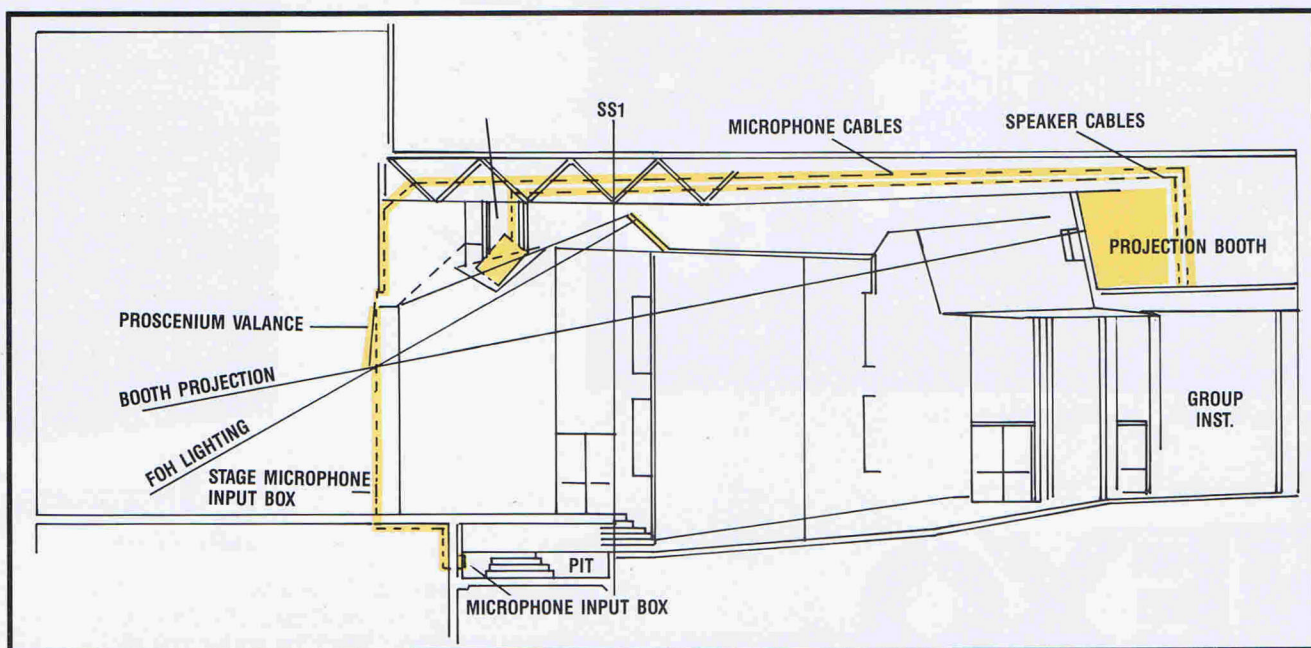 SS1
MICROPHONE CABLES
SPEAKER CABLES
PROJECTION BOOTH
PROSCENIUM VALANCE
BOOTH PROJECTION
FOH LIGHTING
GROUP
INST.
STAGE MICROPHONE
INPUT BOX
PIT
MICROPHONE INPUT BOX